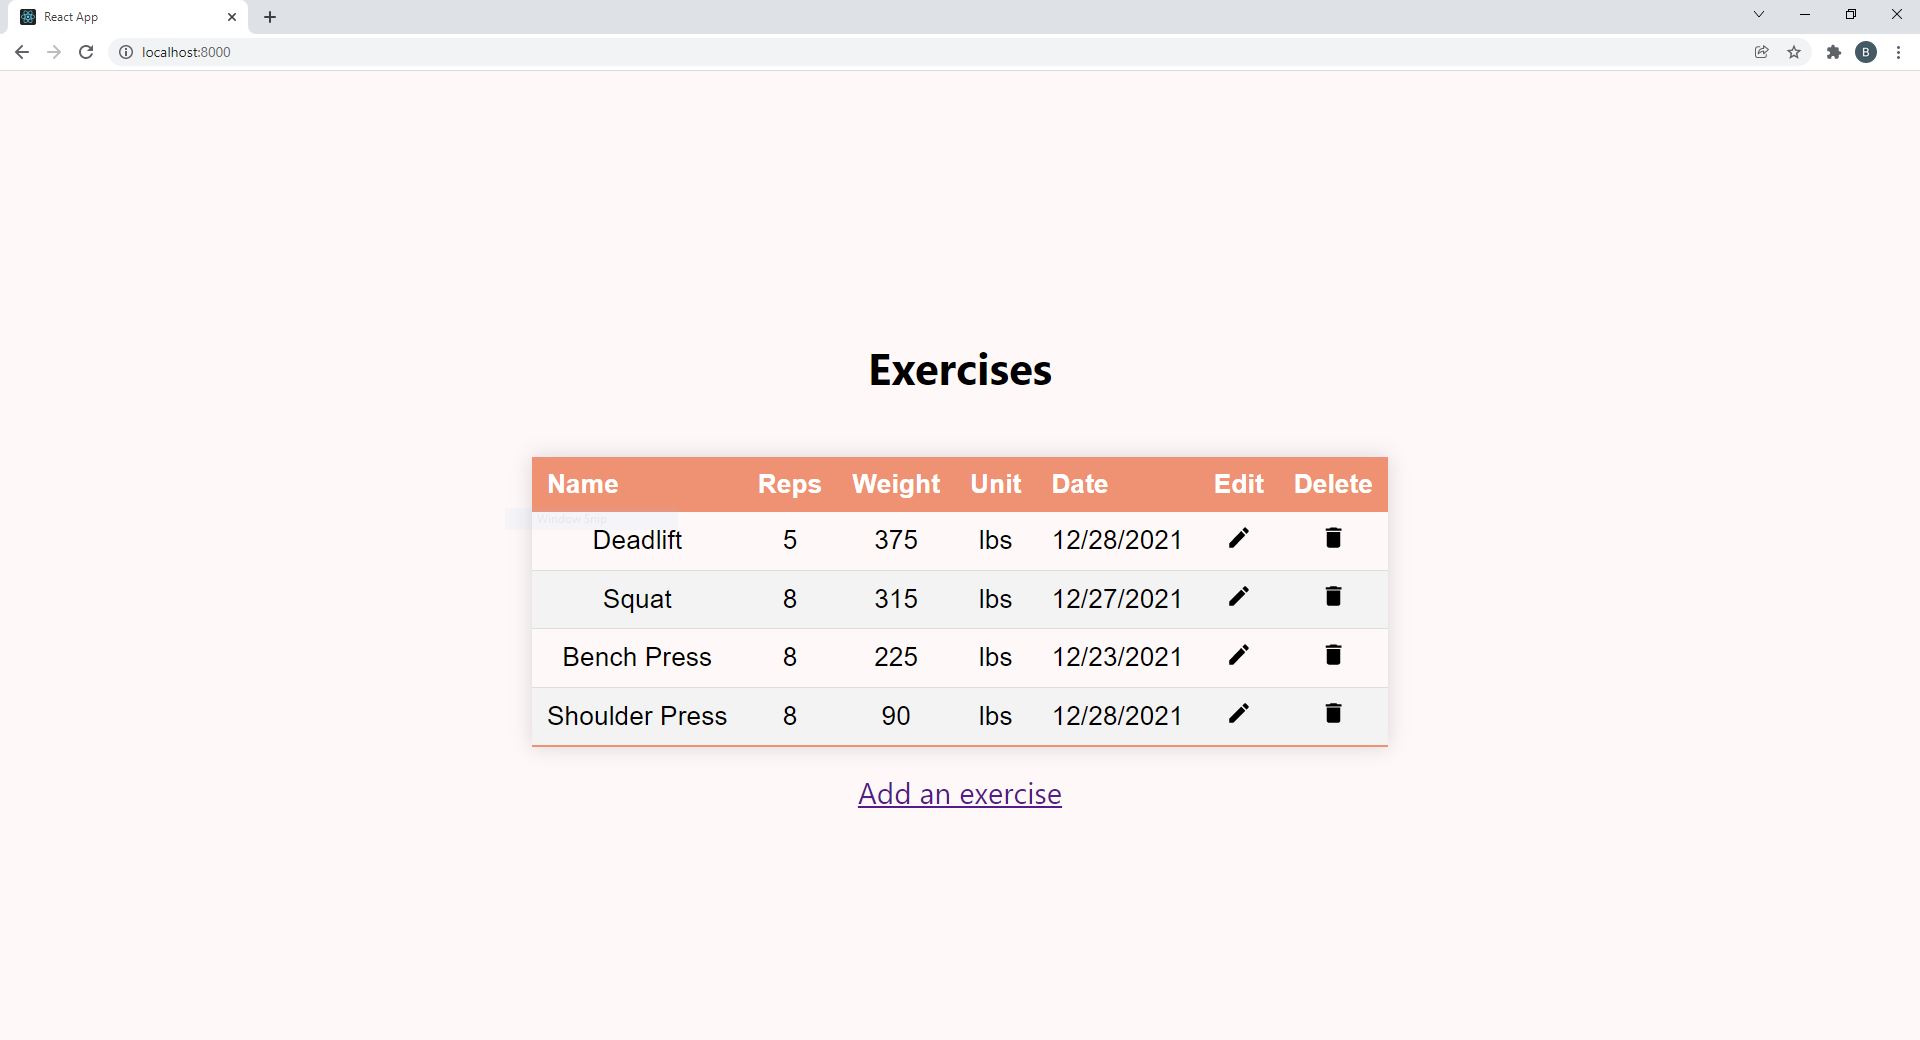 React App
localhost:8000
B
Exercises
Name Reps Weight Unit Date Edit Delete
Window Snip
Deadlift 5 375 lbs 12/28/2021
Squat 8 315 lbs 12/27/2021
Bench Press 8 225 lbs 12/23/2021
Shoulder Press 8 90 lbs 12/28/2021
Add an exercise